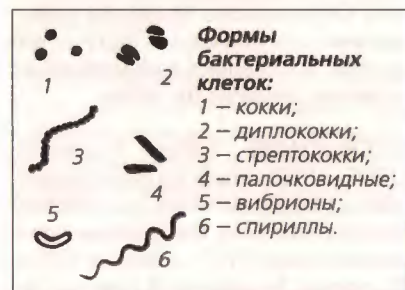 Формы
бактериальных
клеток:
1 – кокки;
2 – диплококки;
3 – стрептококки;
4 – палочковидные;
5 – вибрионы;
6 – спириллы.
1
2
3
4
5
6